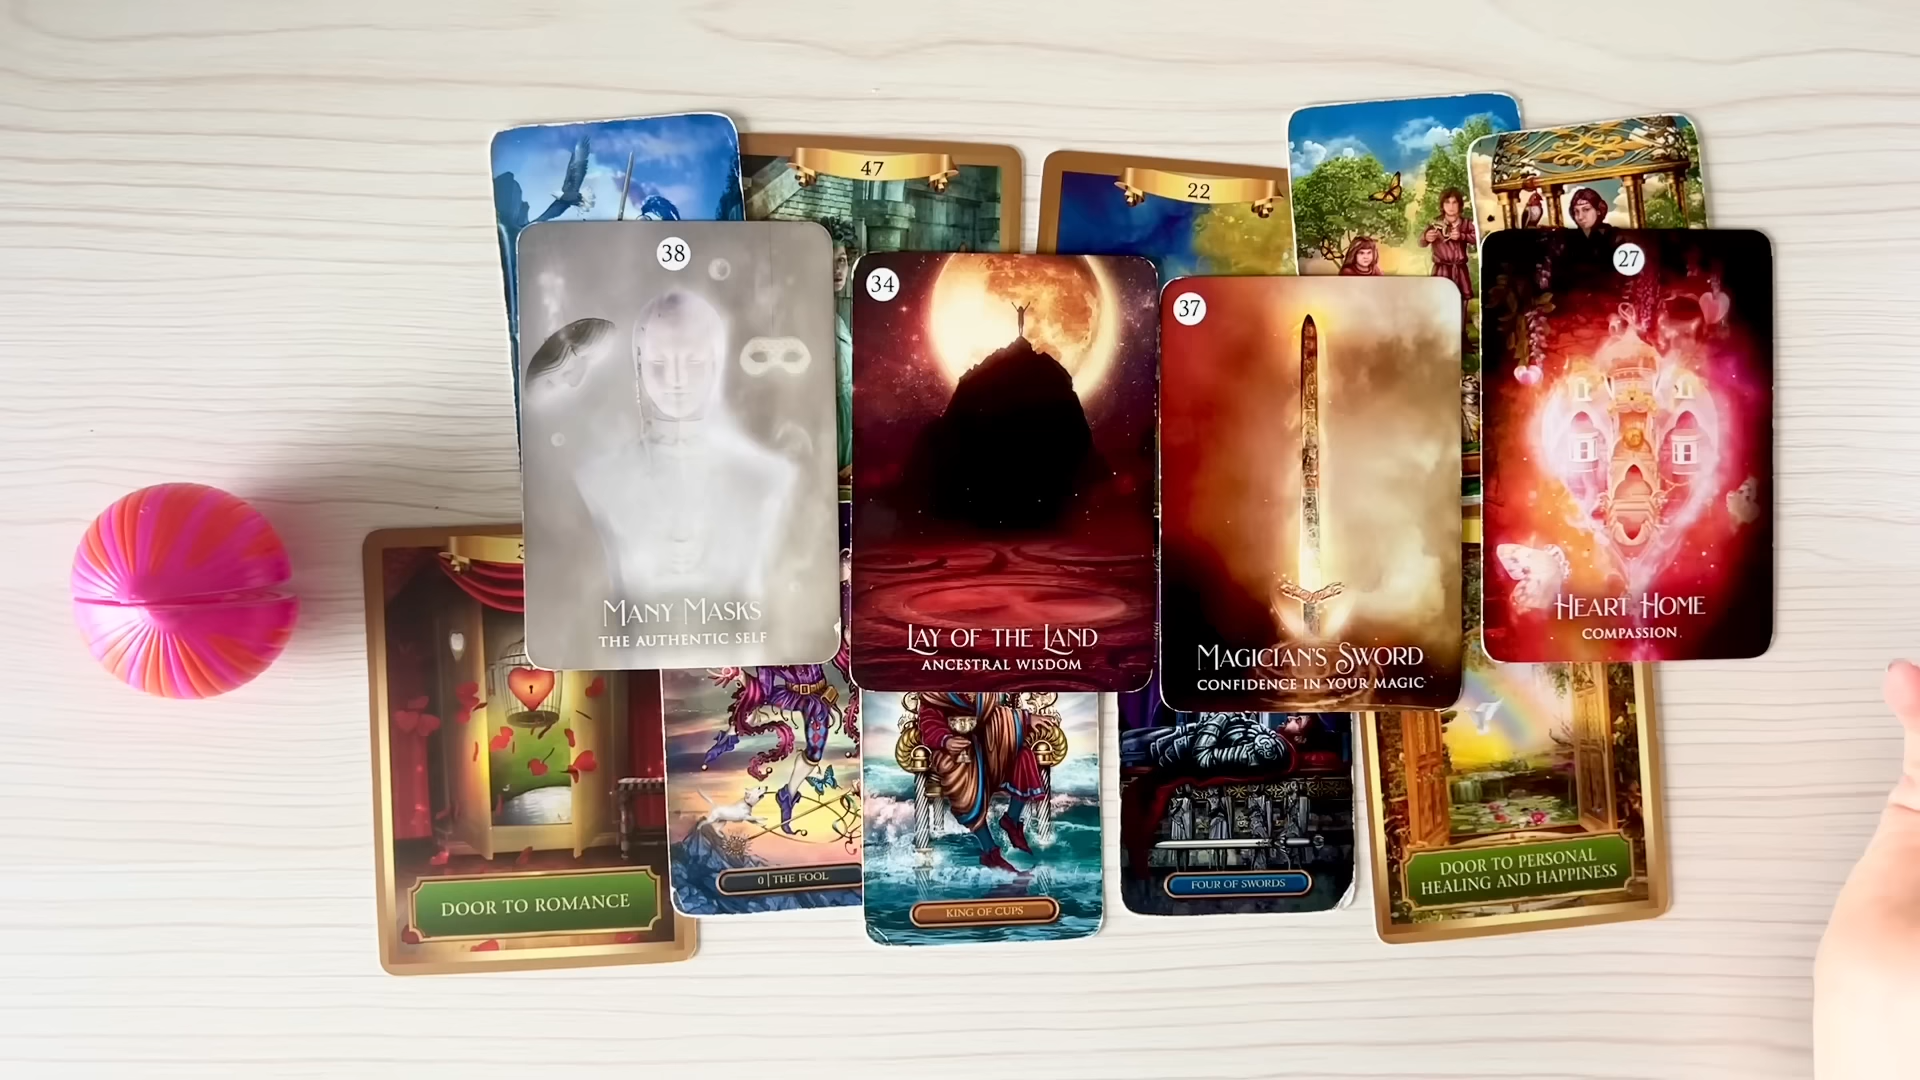 47
22
38
MANY MASKS
THE AUTHENTIC SELF
34
LAY OF THE LAND
ANCESTRAL WISDOM
37
MAGICIAN'S SWORD
CONFIDENCE IN YOUR MAGIC
27
HEART HOME
COMPASSION
DOOR TO ROMANCE
0 | THE FOOL
KING OF CUPS
FOUR OF SWORDS
DOOR TO PERSONAL
HEALING AND HAPPINESS